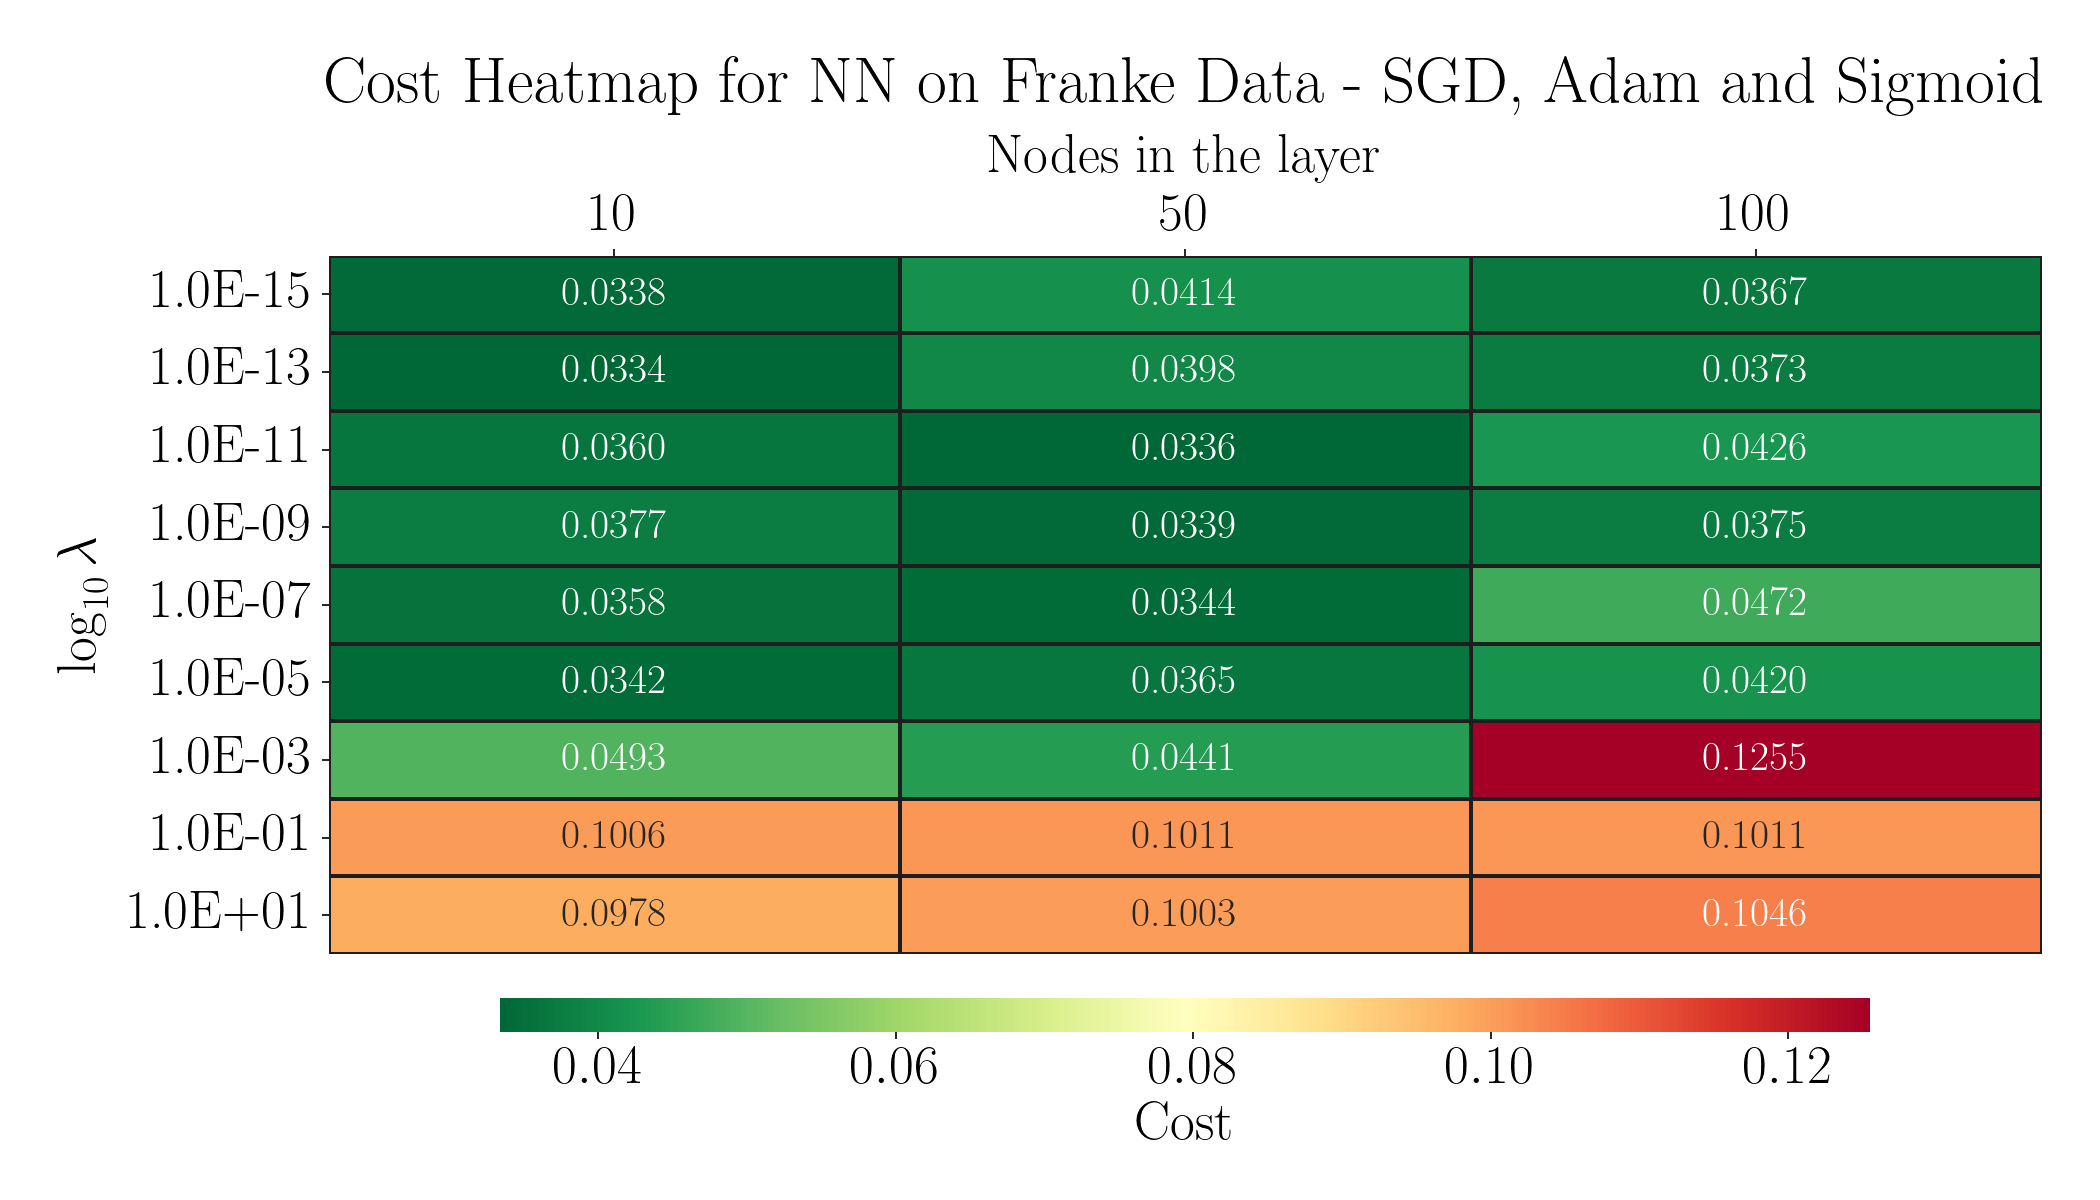 Cost Heatmap for NN on Franke Data - SGD, Adam and Sigmoid
Nodes in the layer
10 50 100
log₁₀ λ
1.0E-15 0.0338 0.0414 0.0367
1.0E-13 0.0334 0.0398 0.0373
1.0E-11 0.0360 0.0336 0.0426
1.0E-09 0.0377 0.0339 0.0375
1.0E-07 0.0358 0.0344 0.0472
1.0E-05 0.0342 0.0365 0.0420
1.0E-03 0.0493 0.0441 0.1255
1.0E-01 0.1006 0.1011 0.1011
1.0E+01 0.0978 0.1003 0.1046
0.04 0.06 0.08 0.10 0.12
Cost